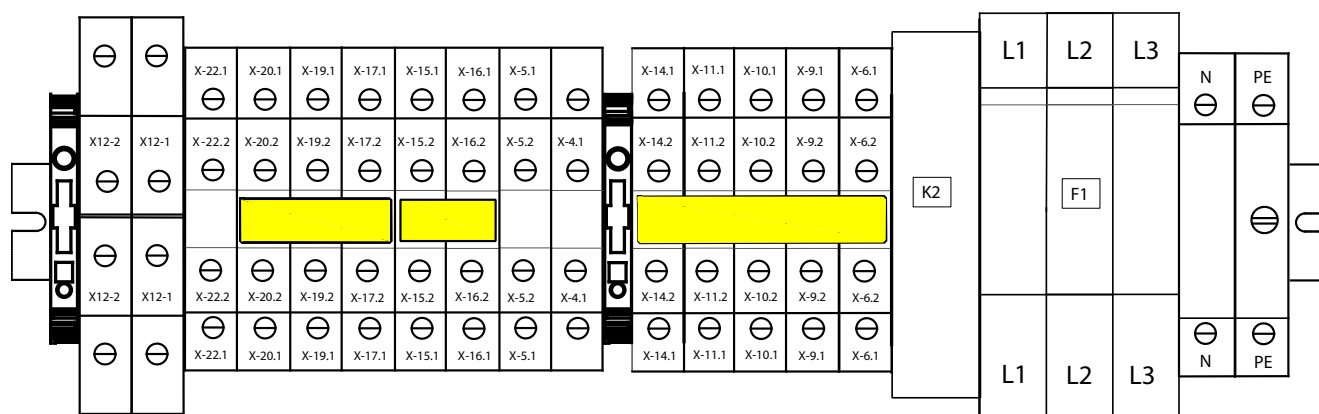 L1 L2 L3
X-22.1 X-20.1 X-19.1 X-17.1 X-15.1 X-16.1 X-5.1 X-14.1 X-11.1 X-10.1 X-9.1 X-6.1 N PE
X12-2 X12-1 X-22.2 X-20.2 X-19.2 X-17.2 X-15.2 X-16.2 X-5.2 X-4.1 X-14.2 X-11.2 X-10.2 X-9.2 X-6.2
K2 F1
X12-2 X12-1 X-22.2 X-20.2 X-19.2 X-17.2 X-15.2 X-16.2 X-5.2 X-4.1 X-14.2 X-11.2 X-10.2 X-9.2 X-6.2
X-22.1 X-20.1 X-19.1 X-17.1 X-15.1 X-16.1 X-5.1 X-14.1 X-11.1 X-10.1 X-9.1 X-6.1 N PE
L1 L2 L3